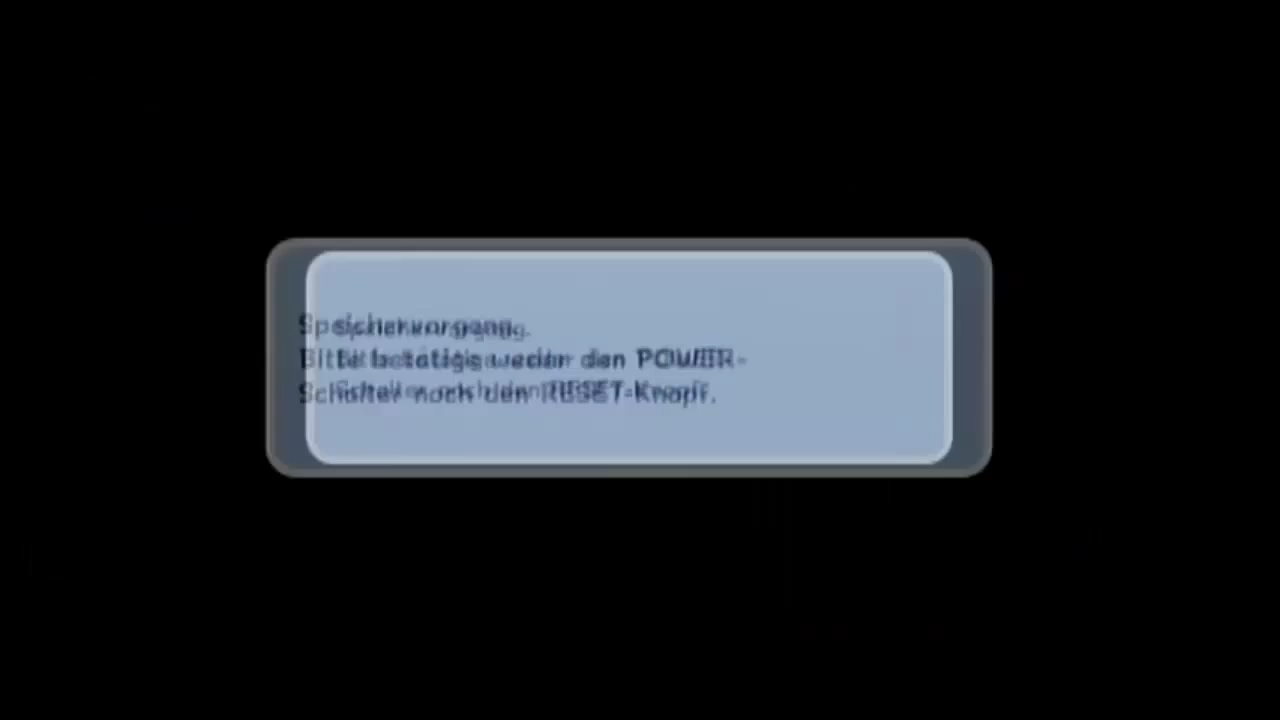 Speichervorgang.
Bitte betätige weder den POWER-
Schalter noch den RESET-Knopf.